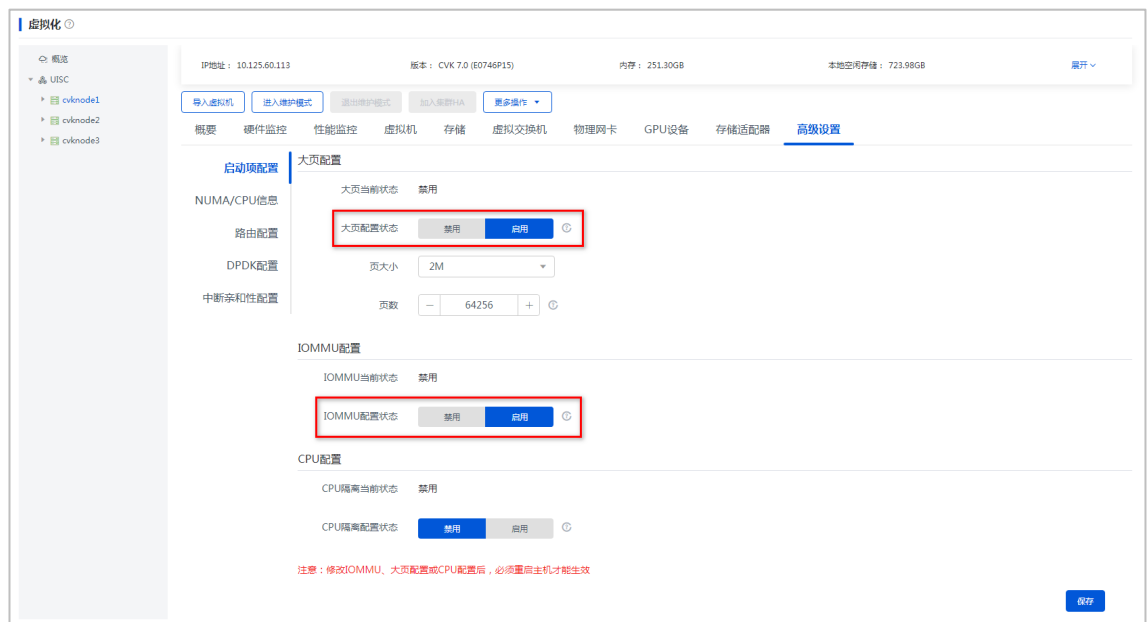 虚拟化
概览
UISC
cvknode1
cvknode2
cvknode3
IP地址： 10.125.60.113 版本： CVK 7.0 (E0746P15) 内存： 251.30GB 本地空闲存储： 723.98GB 展开
导入虚拟机 进入维护模式 退出维护模式 加入集群HA 更多操作
概要 硬件监控 性能监控 虚拟机 存储 虚拟交换机 物理网卡 GPU设备 存储适配器 高级设置
启动项配置
NUMA/CPU信息
路由配置
DPDK配置
中断亲和性配置
大页配置
大页当前状态 禁用
大页配置状态 禁用 启用
页大小 2M
页数 − 64256 +
IOMMU配置
IOMMU当前状态 禁用
IOMMU配置状态 禁用 启用
CPU配置
CPU隔离当前状态 禁用
CPU隔离配置状态 禁用 启用
注意：修改IOMMU、大页配置或CPU配置后，必须重启主机才能生效
保存